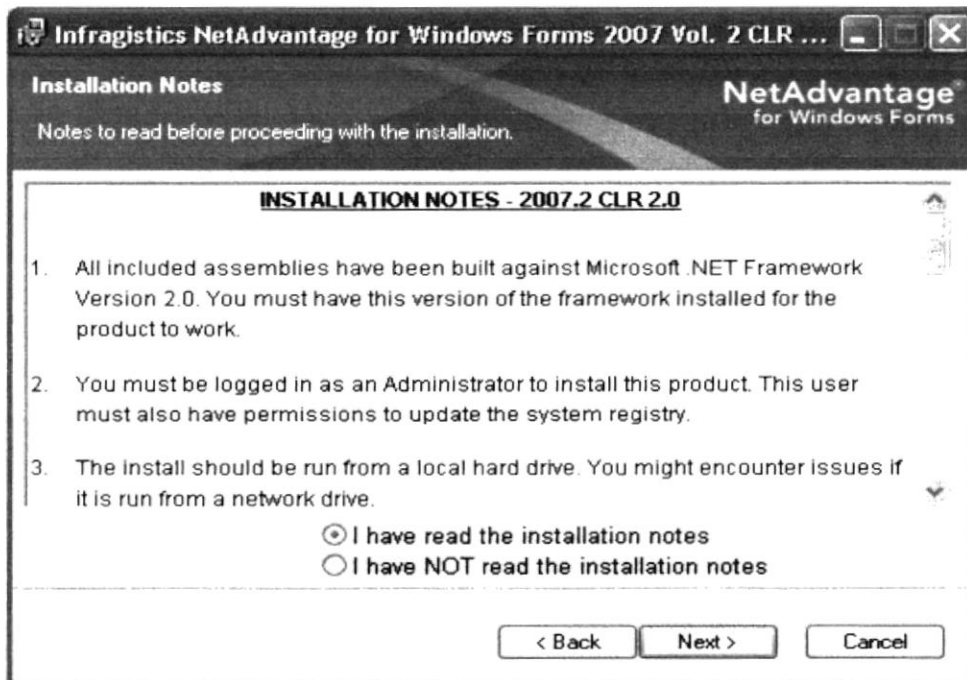 Infragistics NetAdvantage for Windows Forms 2007 Vol. 2 CLR ...
Installation Notes
NetAdvantage
for Windows Forms
Notes to read before proceeding with the installation.
INSTALLATION NOTES - 2007.2 CLR 2.0
1. All included assemblies have been built against Microsoft .NET Framework
Version 2.0. You must have this version of the framework installed for the
product to work.
2. You must be logged in as an Administrator to install this product. This user
must also have permissions to update the system registry.
3. The install should be run from a local hard drive. You might encounter issues if
it is run from a network drive.
I have read the installation notes
I have NOT read the installation notes
< Back
Next >
Cancel